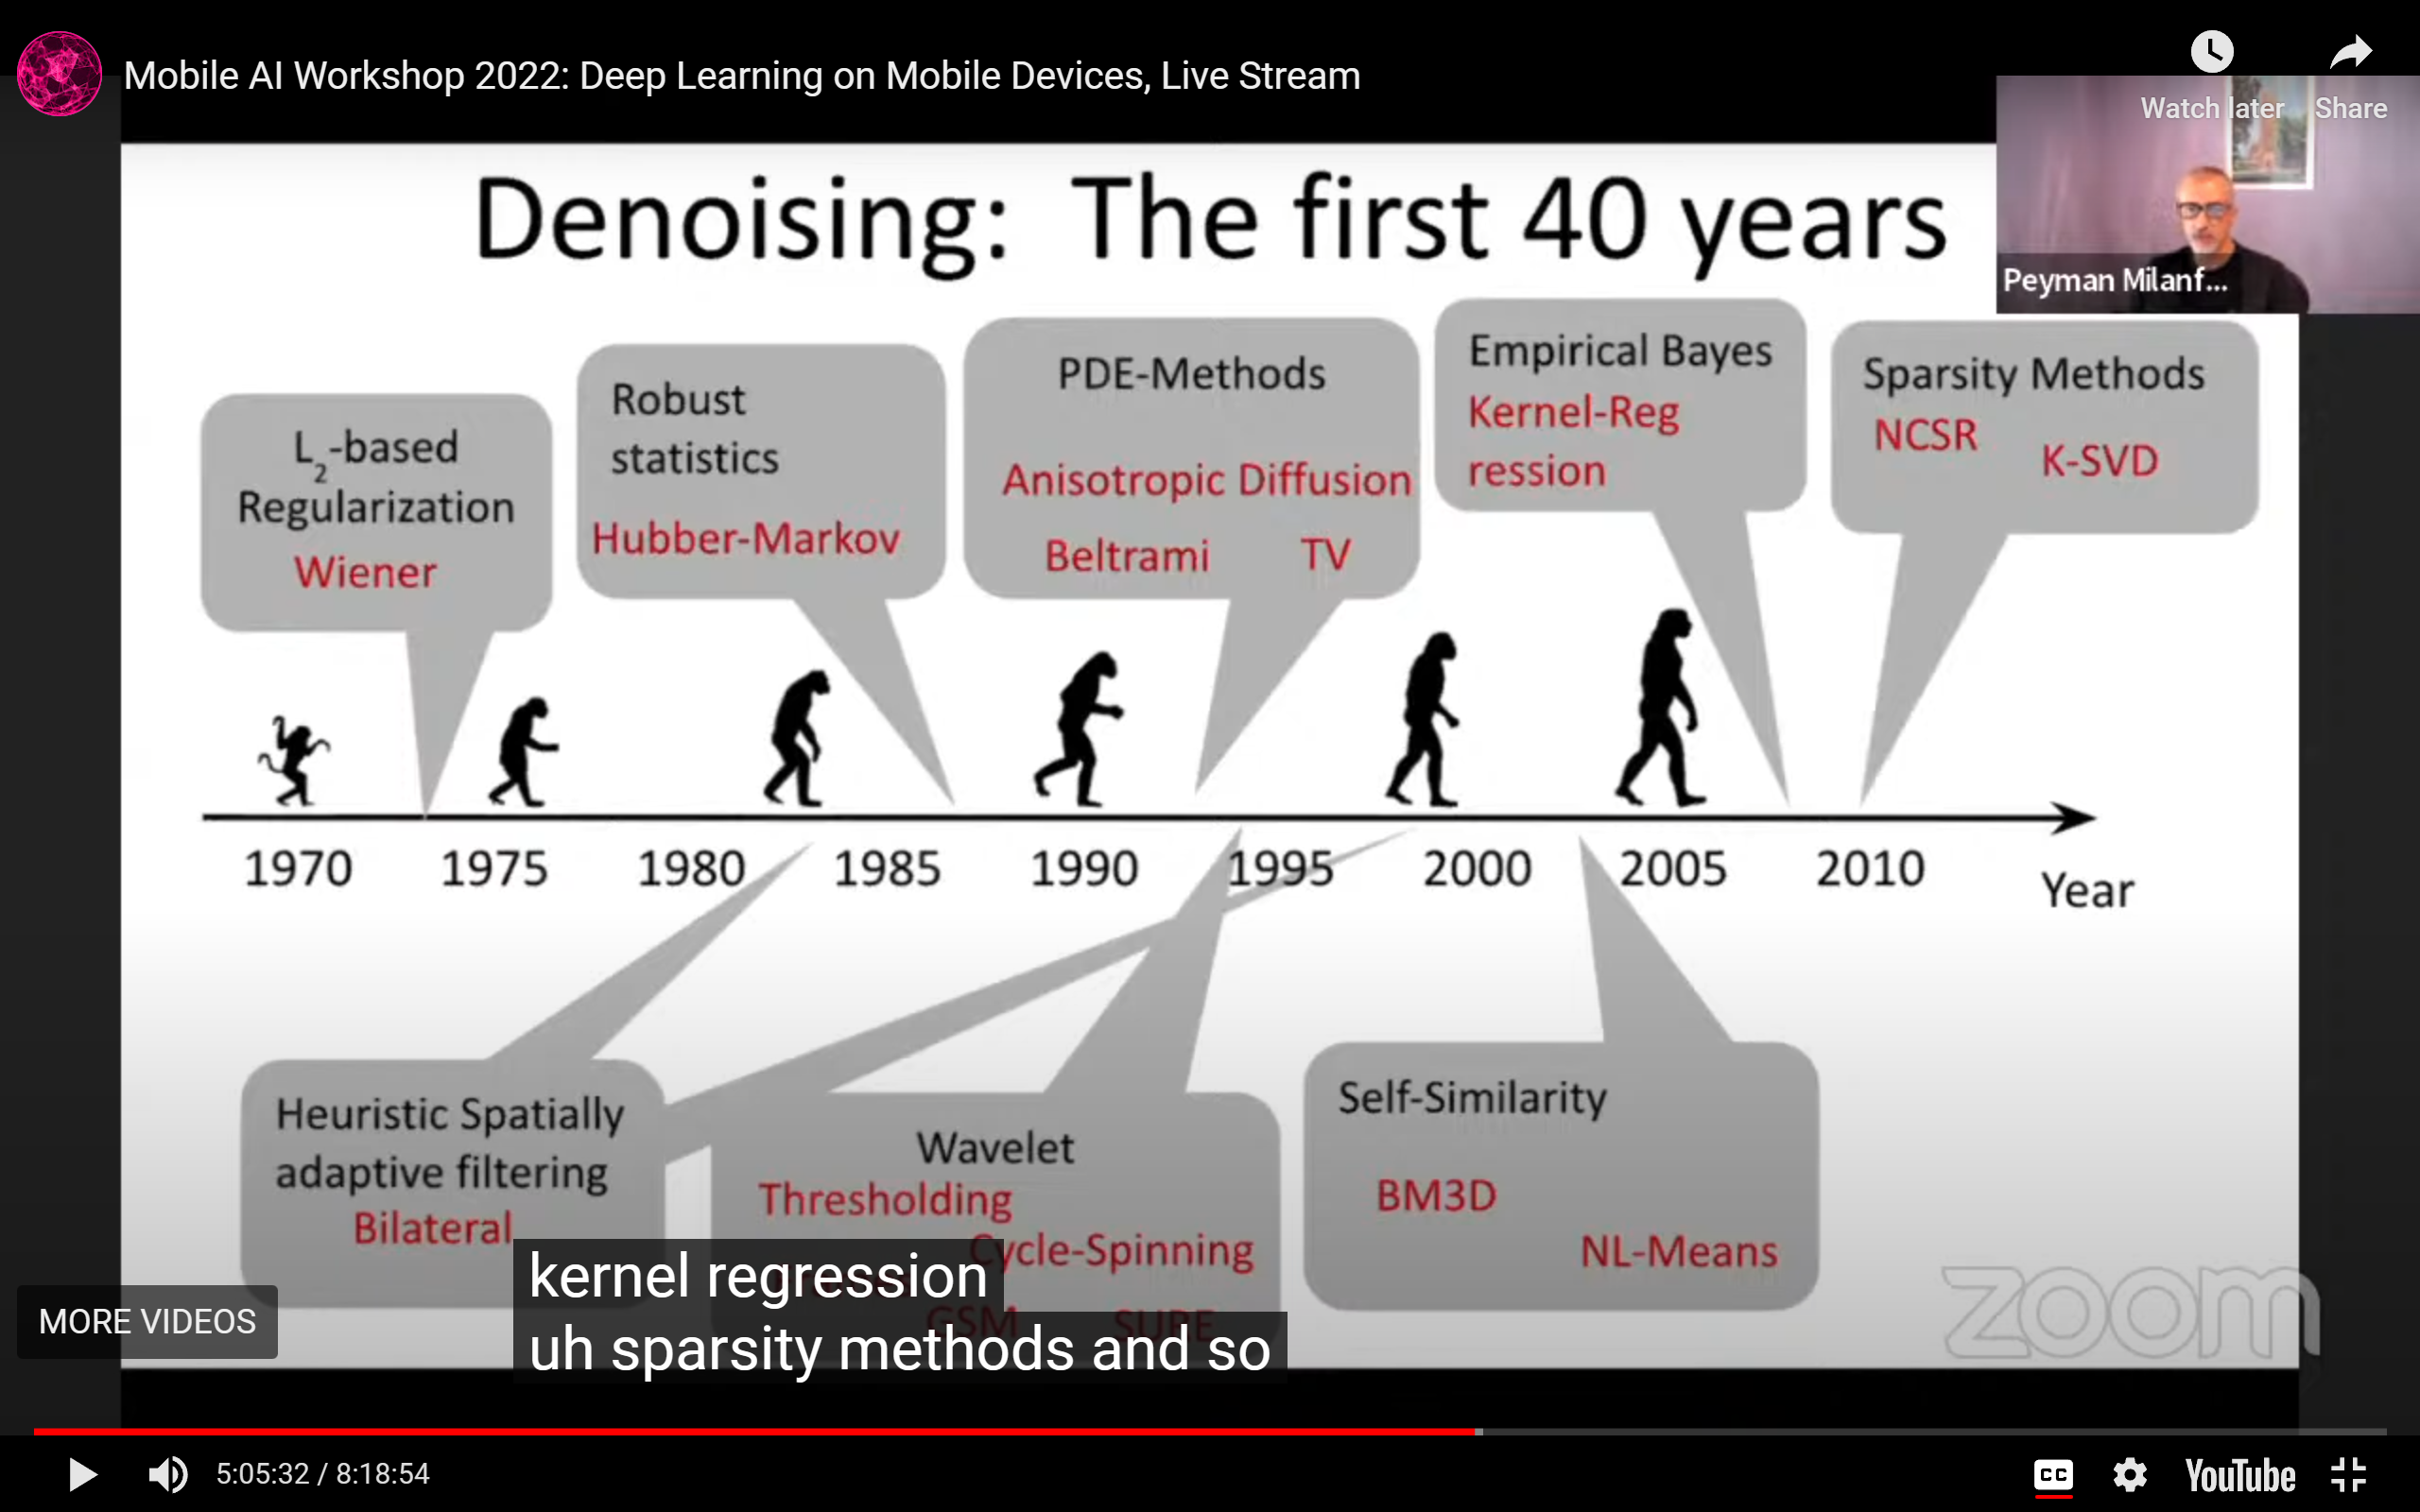 Mobile AI Workshop 2022: Deep Learning on Mobile Devices, Live Stream
Watch later
Share
Peyman Milanf...
Denoising: The first 40 years
L2-based
Regularization
Wiener
Robust
statistics
Hubber-Markov
PDE-Methods
Anisotropic Diffusion
Beltrami TV
Empirical Bayes
Kernel-Reg
ression
Sparsity Methods
NCSR
K-SVD
1970 1975 1980 1985 1990 1995 2000 2005 2010
Year
Heuristic Spatially
adaptive filtering
Bilateral
Wavelet
Thresholding
Cycle-Spinning
GSM SURE
Self-Similarity
BM3D
NL-Means
zoom
MORE VIDEOS
kernel regression
uh sparsity methods and so
5:05:32 / 8:18:54
CC
YouTube